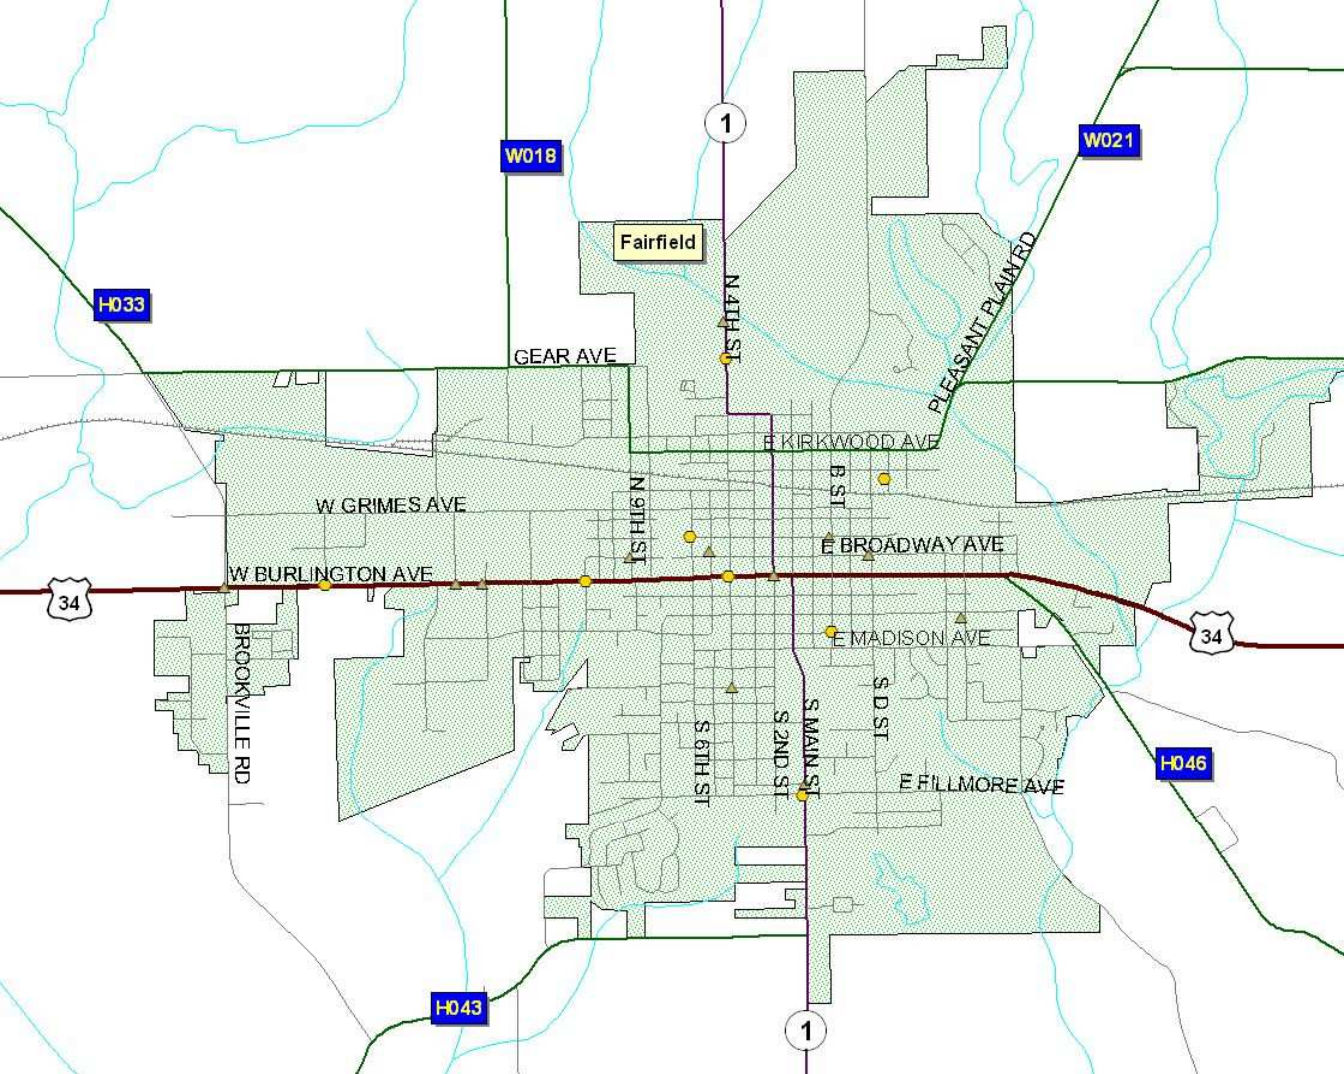 1
W021
W018
Fairfield
PLEASANT PLAIN RD
N 4TH ST
H033
GEAR AVE
E KIRKWOOD AVE
B ST
N 9TH ST
W GRIMES AVE
E BROADWAY AVE
W BURLINGTON AVE
34
34
E MADISON AVE
BROOKVILLE RD
S D ST
S MAIN ST
S 2ND ST
S 6TH ST
H046
E FILLMORE AVE
H043
1